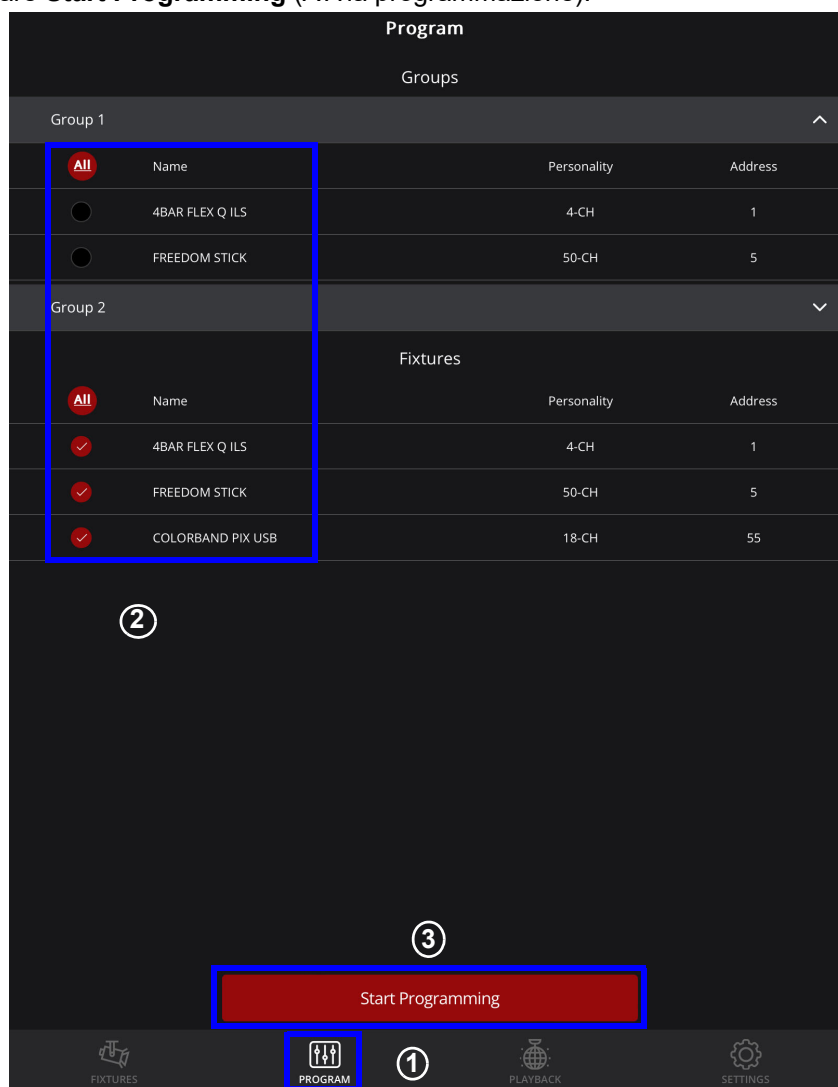 Start Programming
Program
Groups
Group 1
All Name Personality Address
4BAR FLEX Q ILS 4-CH 1
FREEDOM STICK 50-CH 5
Group 2
Fixtures
All Name Personality Address
4BAR FLEX Q ILS 4-CH 1
FREEDOM STICK 50-CH 5
COLORBAND PIX USB 18-CH 55
2
3
Start Programming
1
FIXTURES PROGRAM PLAYBACK SETTINGS